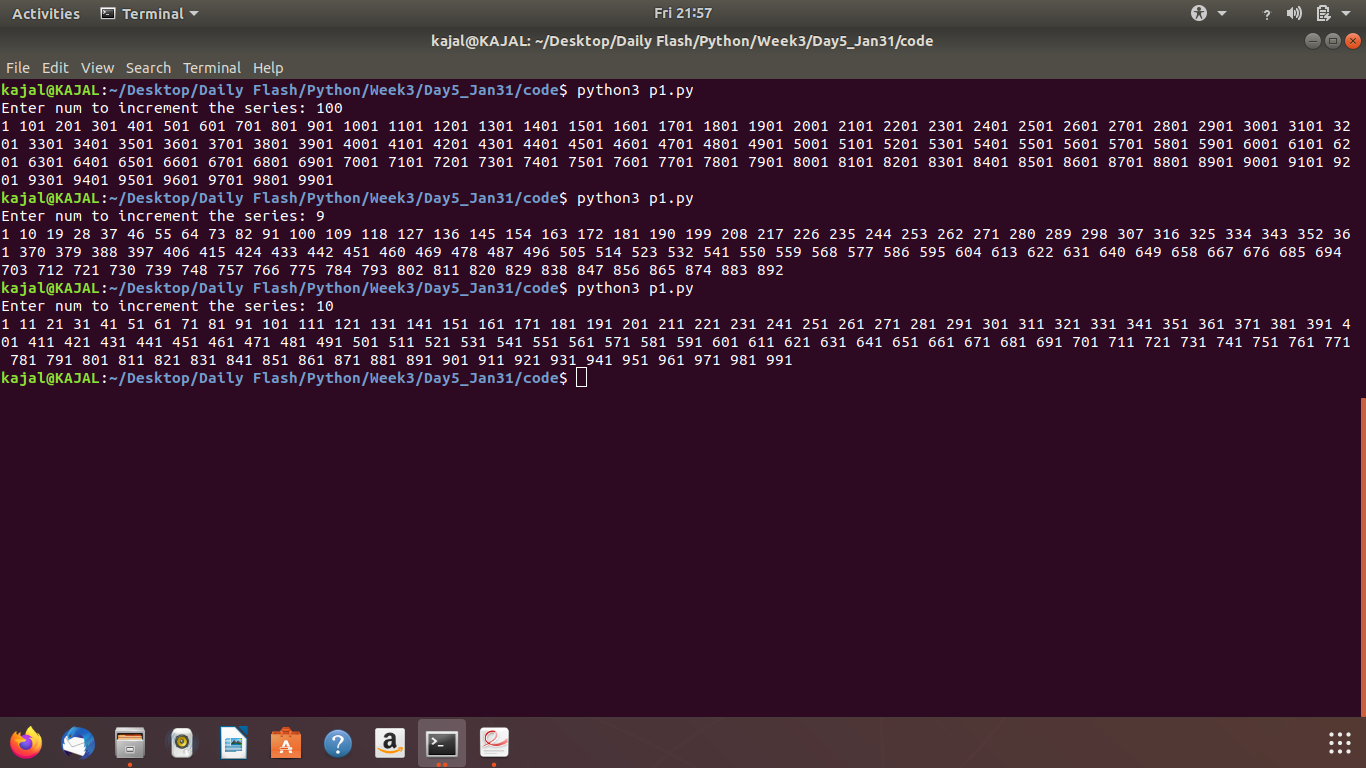 Activities Terminal Fri 21:57 ?
kajal@KAJAL: ~/Desktop/Daily Flash/Python/Week3/Day5_Jan31/code
File Edit View Search Terminal Help
kajal@KAJAL:~/Desktop/Daily Flash/Python/Week3/Day5_Jan31/code$ python3 p1.py
Enter num to increment the series: 100
1 101 201 301 401 501 601 701 801 901 1001 1101 1201 1301 1401 1501 1601 1701 1801 1901 2001 2101 2201 2301 2401 2501 2601 2701 2801 2901 3001 3101 32
01 3301 3401 3501 3601 3701 3801 3901 4001 4101 4201 4301 4401 4501 4601 4701 4801 4901 5001 5101 5201 5301 5401 5501 5601 5701 5801 5901 6001 6101 62
01 6301 6401 6501 6601 6701 6801 6901 7001 7101 7201 7301 7401 7501 7601 7701 7801 7901 8001 8101 8201 8301 8401 8501 8601 8701 8801 8901 9001 9101 92
01 9301 9401 9501 9601 9701 9801 9901
kajal@KAJAL:~/Desktop/Daily Flash/Python/Week3/Day5_Jan31/code$ python3 p1.py
Enter num to increment the series: 9
1 10 19 28 37 46 55 64 73 82 91 100 109 118 127 136 145 154 163 172 181 190 199 208 217 226 235 244 253 262 271 280 289 298 307 316 325 334 343 352 36
1 370 379 388 397 406 415 424 433 442 451 460 469 478 487 496 505 514 523 532 541 550 559 568 577 586 595 604 613 622 631 640 649 658 667 676 685 694
703 712 721 730 739 748 757 766 775 784 793 802 811 820 829 838 847 856 865 874 883 892
kajal@KAJAL:~/Desktop/Daily Flash/Python/Week3/Day5_Jan31/code$ python3 p1.py
Enter num to increment the series: 10
1 11 21 31 41 51 61 71 81 91 101 111 121 131 141 151 161 171 181 191 201 211 221 231 241 251 261 271 281 291 301 311 321 331 341 351 361 371 381 391 4
01 411 421 431 441 451 461 471 481 491 501 511 521 531 541 551 561 571 581 591 601 611 621 631 641 651 661 671 681 691 701 711 721 731 741 751 761 771
781 791 801 811 821 831 841 851 861 871 881 891 901 911 921 931 941 951 961 971 981 991
kajal@KAJAL:~/Desktop/Daily Flash/Python/Week3/Day5_Jan31/code$